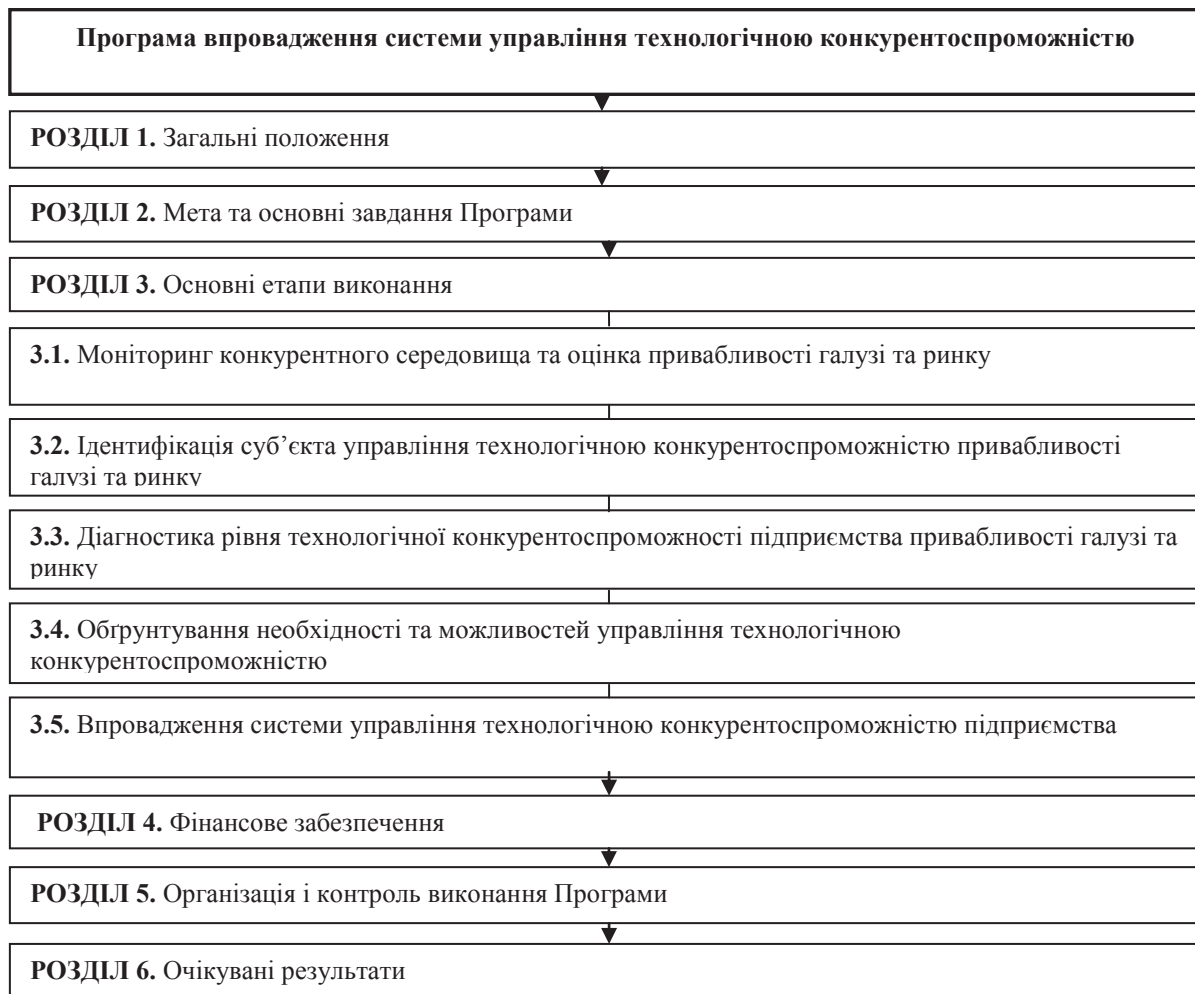 Програма впровадження системи управління технологічною конкурентоспроможністю
РОЗДІЛ 1. Загальні положення
РОЗДІЛ 2. Мета та основні завдання Програми
РОЗДІЛ 3. Основні етапи виконання
3.1. Моніторинг конкурентного середовища та оцінка привабливості галузі та ринку
3.2. Ідентифікація суб’єкта управління технологічною конкурентоспроможністю привабливості
галузі та ринку
3.3. Діагностика рівня технологічної конкурентоспроможності підприємства привабливості галузі та
ринку
3.4. Обґрунтування необхідності та можливостей управління технологічною
конкурентоспроможністю
3.5. Впровадження системи управління технологічною конкурентоспроможністю підприємства
РОЗДІЛ 4. Фінансове забезпечення
РОЗДІЛ 5. Організація і контроль виконання Програми
РОЗДІЛ 6. Очікувані результати